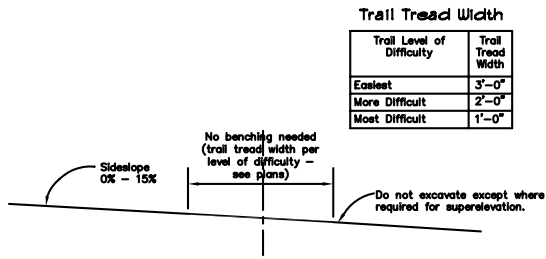 Trail Tread Width
Trail Level of
Difficulty
Trail
Tread
Width
Easiest 3'-0"
More Difficult 2'-0"
Most Difficult 1'-0"
No benching needed
(trail tread width per
level of difficulty -
see plans)
Sideslope
0% - 15%
Do not excavate except where
required for superelevation.